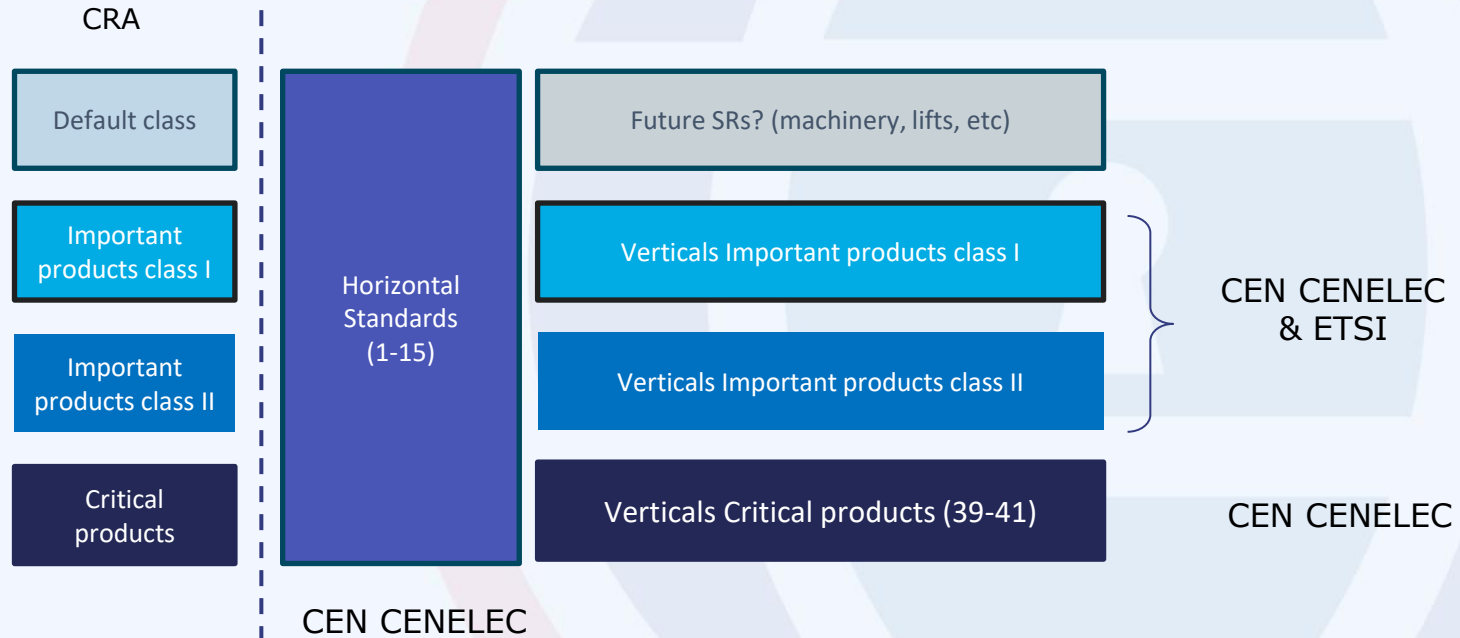 CRA
Default class
Important
products class I
Important
products class II
Critical
products
Horizontal
Standards
(1-15)
CEN CENELEC
Future SRs? (machinery, lifts, etc)
Verticals Important products class I
Verticals Important products class II
Verticals Critical products (39-41)
CEN CENELEC
& ETSI
CEN CENELEC